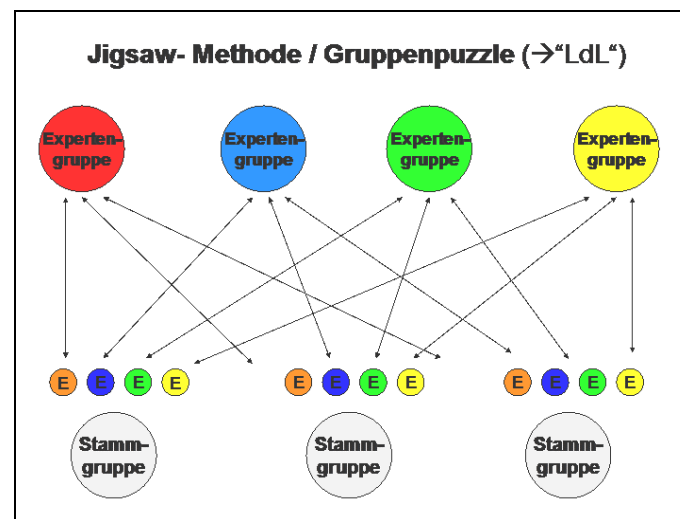 Jigsaw- Methode / Gruppenpuzzle (→“LdL“)
Experten-
gruppe
Experten-
gruppe
Experten-
gruppe
Experten-
gruppe
E E E E E E E E E E E E
Stamm-
gruppe
Stamm-
gruppe
Stamm-
gruppe